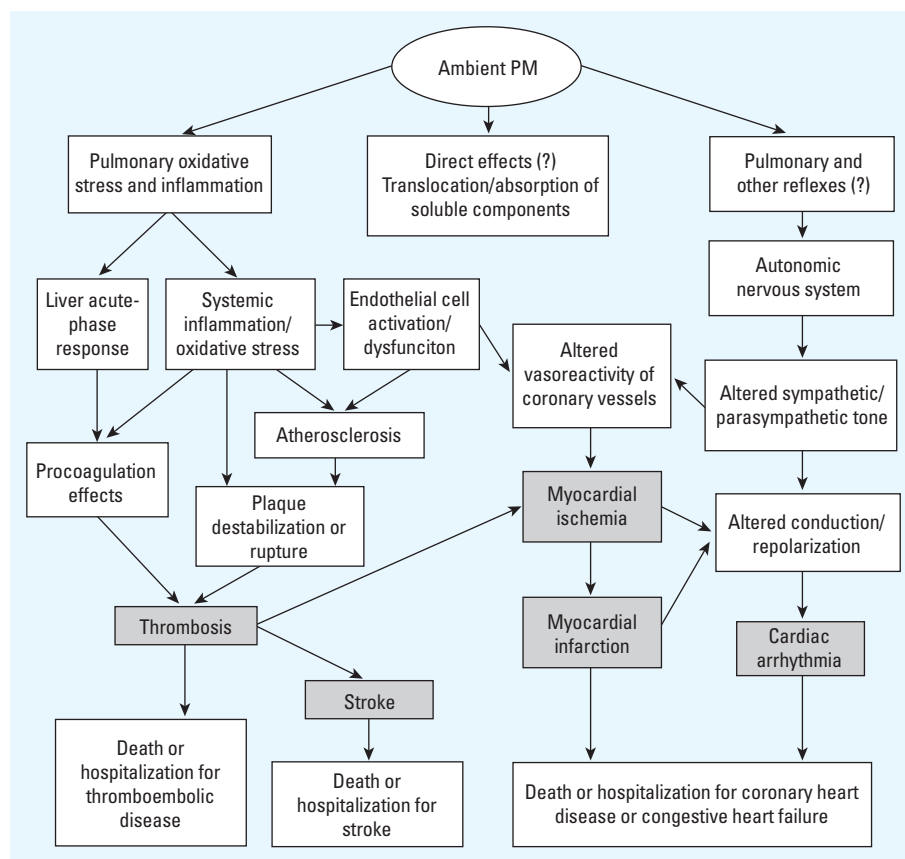 Ambient PM
Pulmonary oxidative
stress and inflammation
Direct effects (?)
Translocation/absorption of
soluble components
Pulmonary and
other reflexes (?)
Autonomic
nervous system
Liver acute-
phase
response
Systemic
inflammation/
oxidative stress
Endothelial cell
activation/
dysfunciton
Altered
vasoreactivity of
coronary vessels
Altered sympathetic/
parasympathetic tone
Atherosclerosis
Procoagulation
effects
Plaque
destabilization or
rupture
Myocardial
ischemia
Altered conduction/
repolarization
Thrombosis
Myocardial
infarction
Cardiac
arrhythmia
Stroke
Death or
hospitalization for
thromboembolic
disease
Death or
hospitalization for
stroke
Death or hospitalization for coronary heart
disease or congestive heart failure